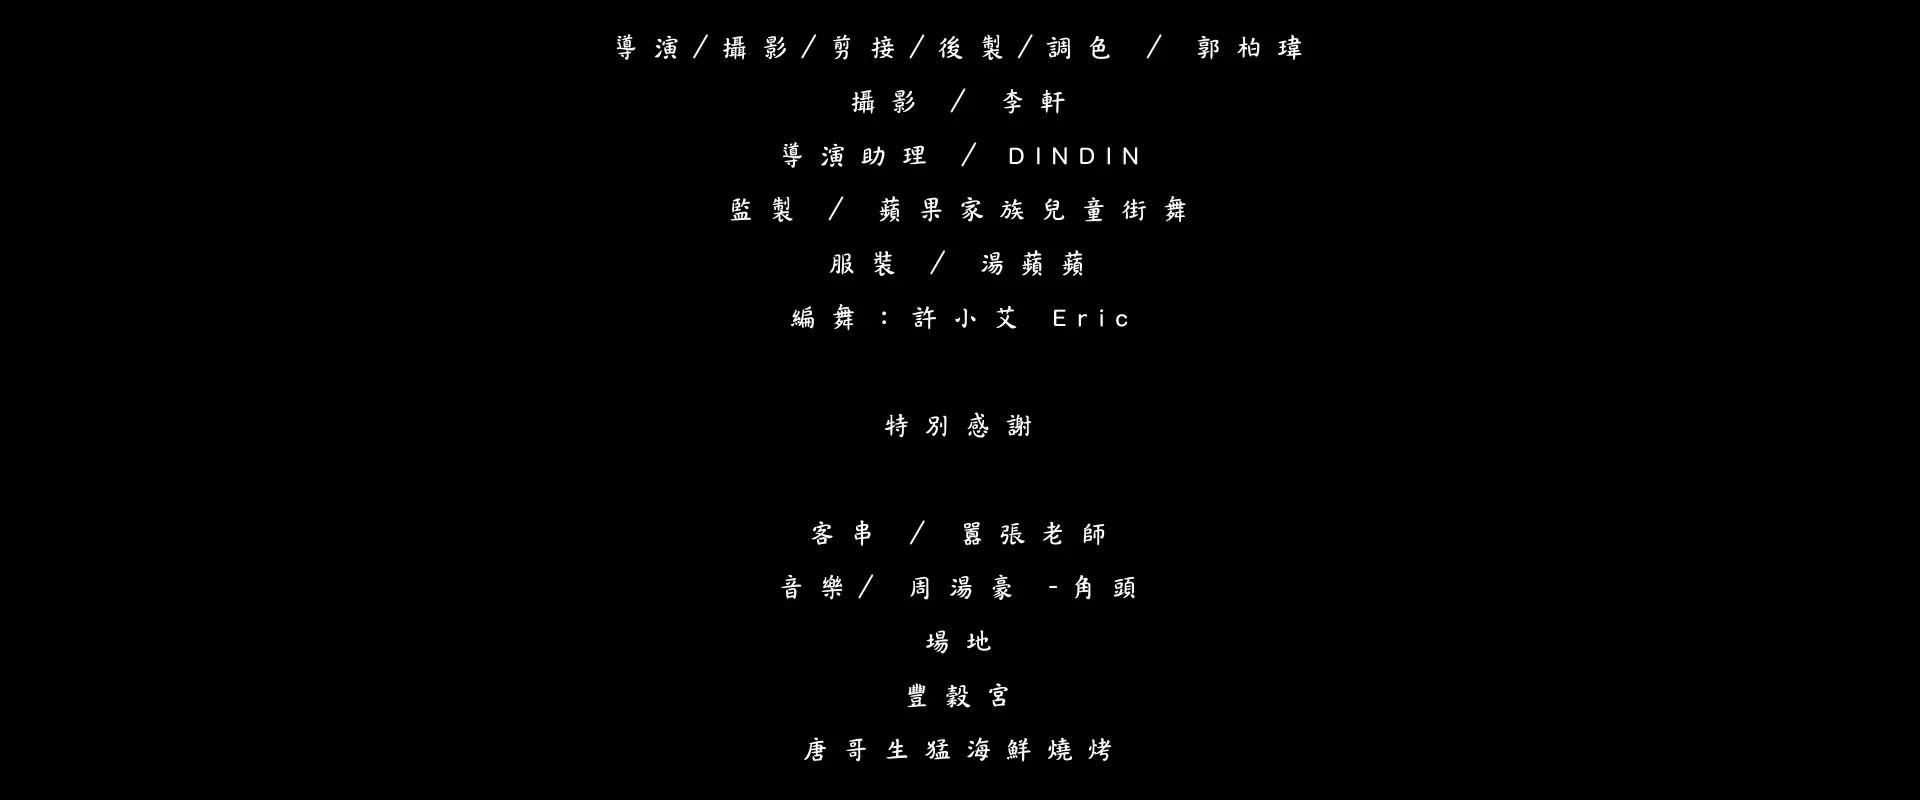 導演/攝影/剪接/後製/調色 / 郭柏瑋
攝影 / 李軒
導演助理 / DINDIN
監製 / 蘋果家族兒童街舞
服裝 / 湯蘋蘋
編舞：許小艾 Eric
特別感謝
客串 / 囂張老師
音樂/ 周湯豪 -角頭
場地
豐穀宮
唐哥生猛海鮮燒烤